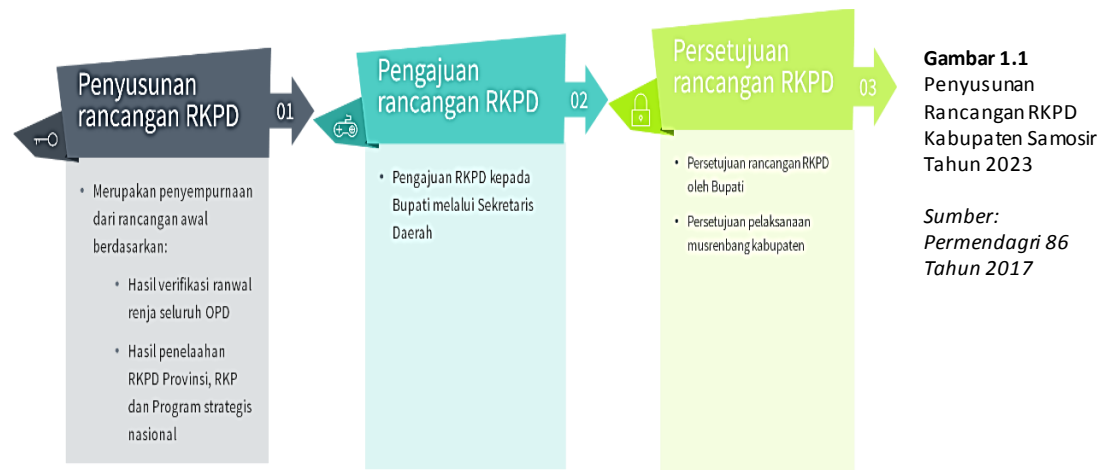 Penyusunan
rancangan RKPD
01
• Merupakan penyempurnaan
dari rancangan awal
berdasarkan:
• Hasil verifikasi ranwal
renja seluruh OPD
• Hasil penelaahan
RKPD Provinsi, RKP
dan Program strategis
nasional
Pengajuan
rancangan RKPD
02
• Pengajuan RKPD kepada
Bupati melalui Sekretaris
Daerah
Persetujuan
rancangan RKPD
03
• Persetujuan rancangan RKPD
oleh Bupati
• Persetujuan pelaksanaan
musrenbang kabupaten
Gambar 1.1
Penyusunan
Rancangan RKPD
Kabupaten Samosir
Tahun 2023
Sumber:
Permendagri 86
Tahun 2017